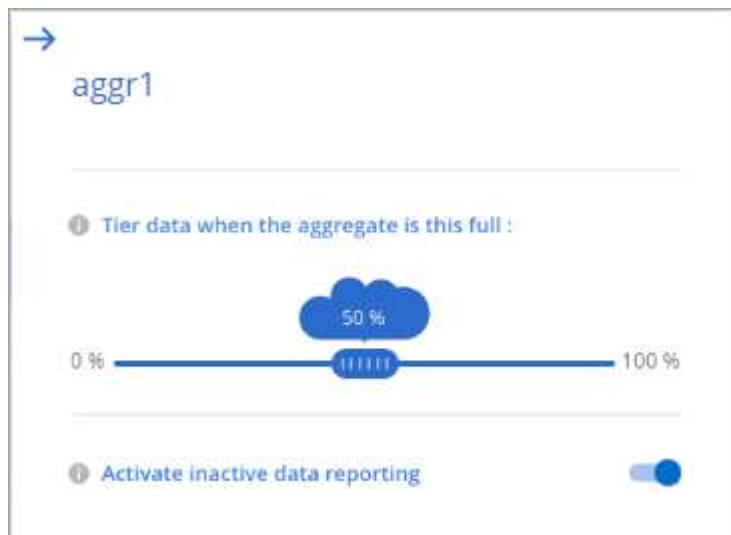 aggr1
Tier data when the aggregate is this full :
50 %
0 %
100 %
Activate inactive data reporting